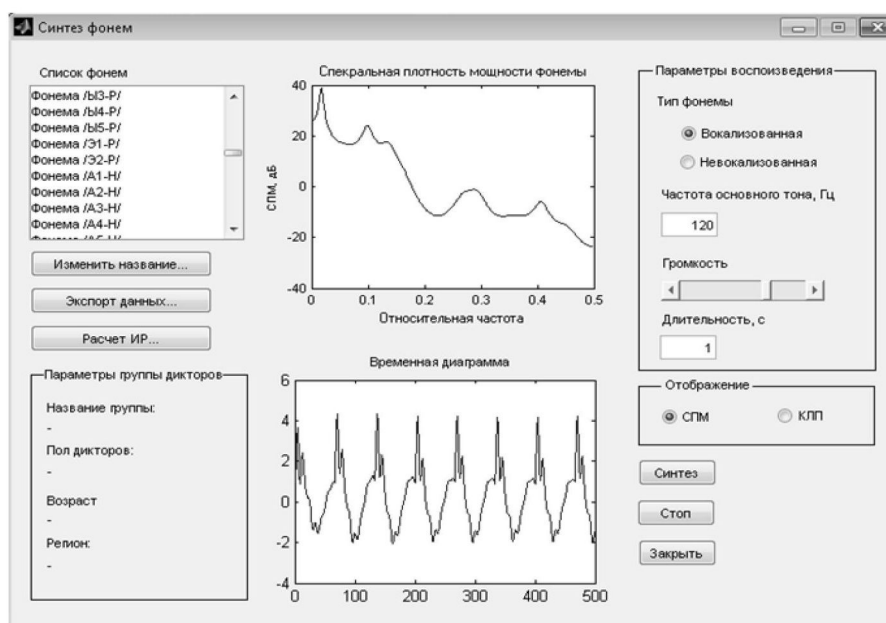 Синтез фонем
Список фонем
Фонема /Ы3-Р/
Фонема /Ы4-Р/
Фонема /Ы5-Р/
Фонема /Э1-Р/
Фонема /Э2-Р/
Фонема /А1-Н/
Фонема /А2-Н/
Фонема /А3-Н/
Фонема /А4-Н/
Фонема /А5-Н/
Изменить название...
Экспорт данных...
Расчет ИР...
Параметры группы дикторов
Название группы:
-
Пол дикторов:
-
Возраст
-
Регион:
-
Спекральная плотность мощности фонемы
СПМ, дБ
40
20
0
-20
-40
0 0.1 0.2 0.3 0.4 0.5
Относительная частота
Временная диаграмма
6
4
2
0
-2
-4
0 100 200 300 400 500
Параметры воспоизведения
Тип фонемы
Вокализованная
Невокализованная
Частота основного тона, Гц
120
Громкость
Длительность, с
1
Отображение
СПМ КЛП
Синтез
Стоп
Закрыть